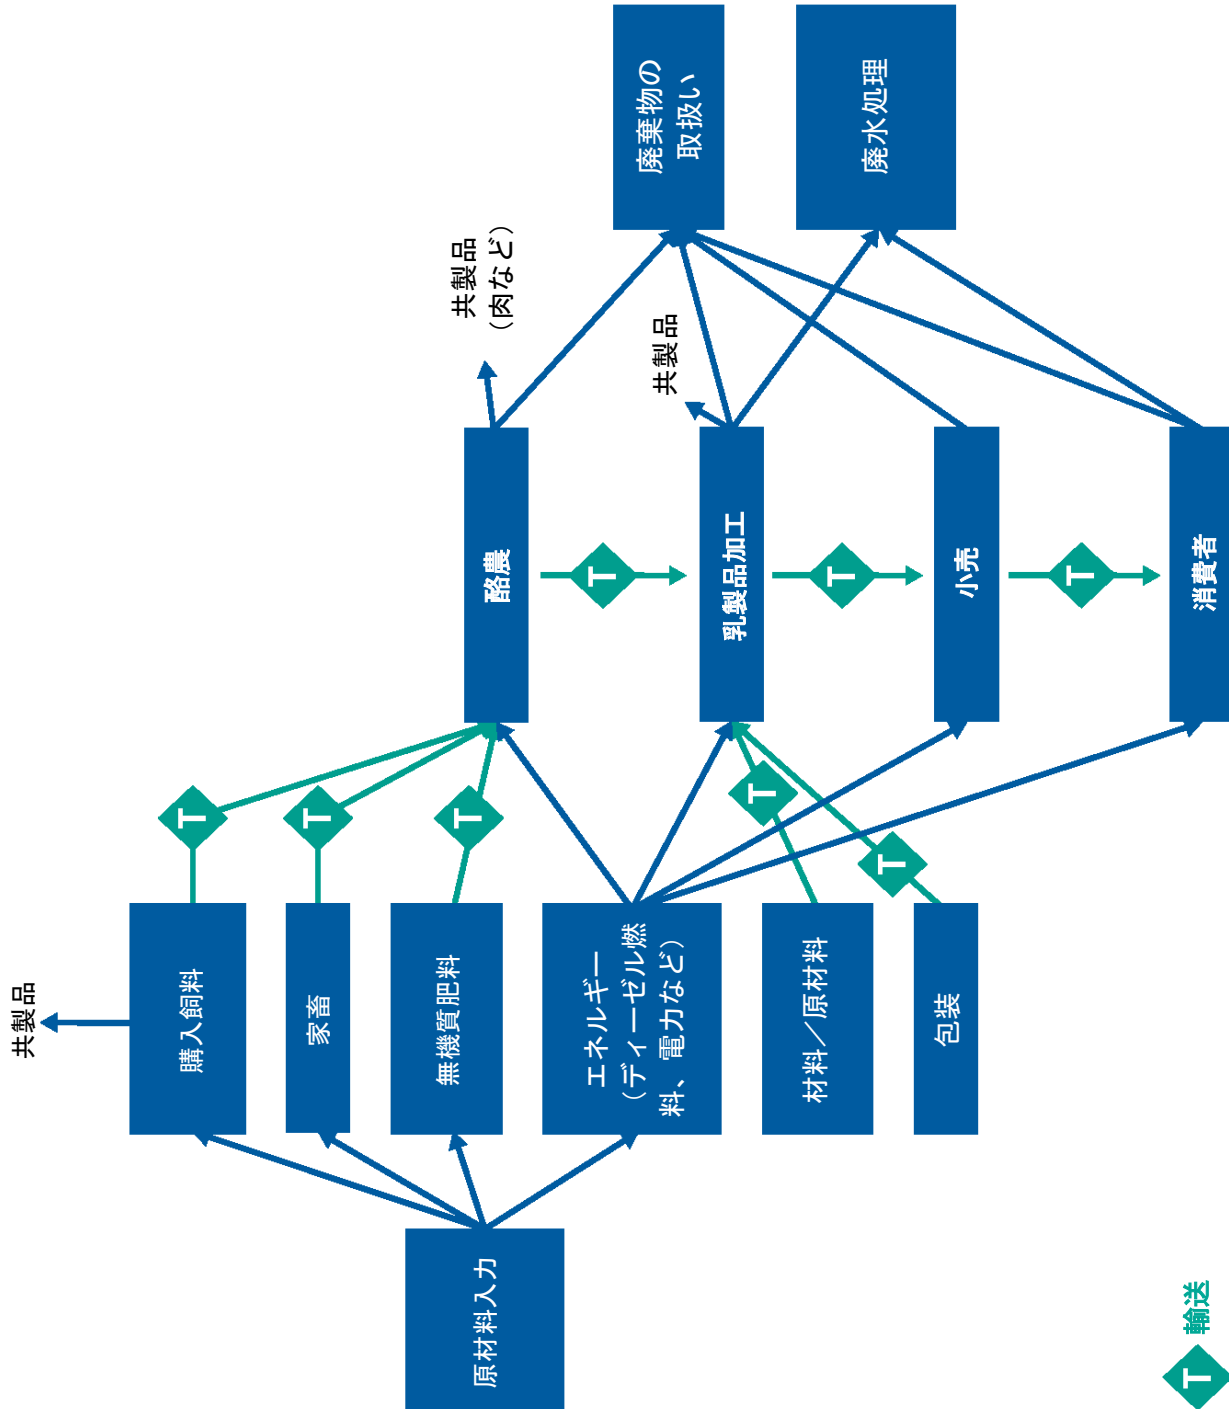 原材料入力
共製品
購入飼料
家畜
無機質肥料
エネルギー
（ディーゼル燃
料、電力など）
材料／原材料
包装
T
T
T
T
T
酪農
T
乳製品加工
T
小売
T
消費者
共製品
（肉など）
共製品
廃棄物の
取扱い
廃水処理
T
輸送